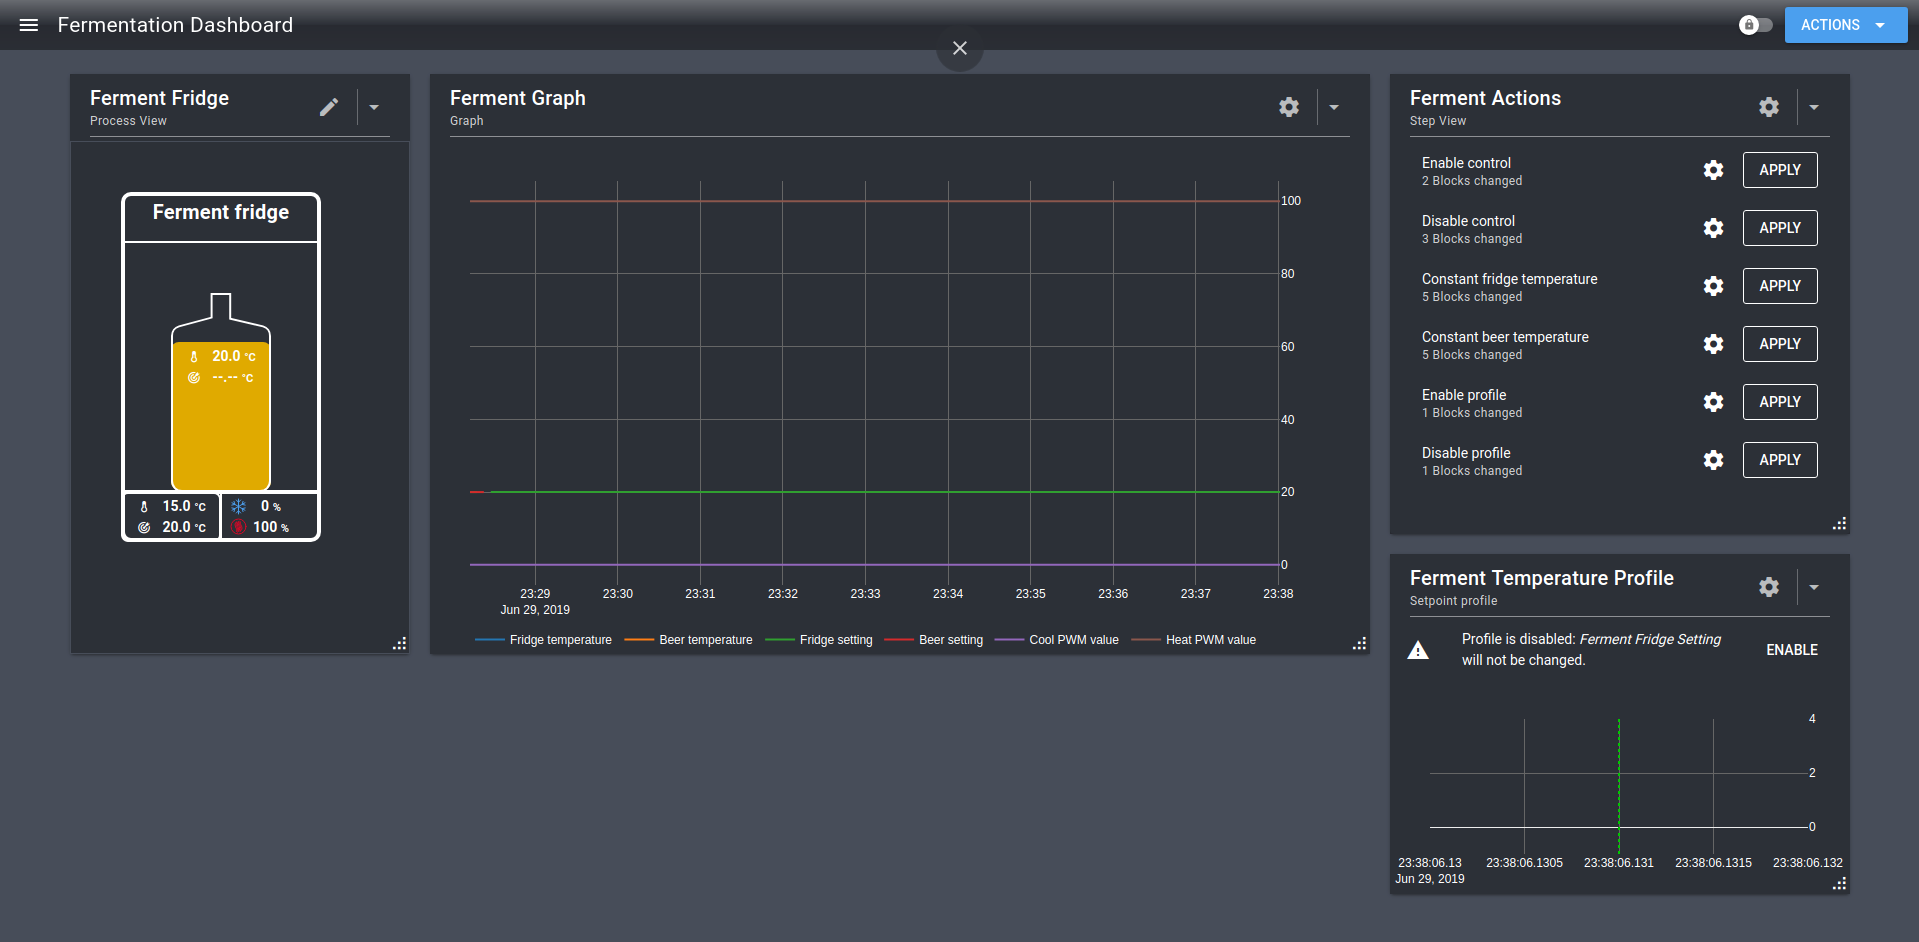 Fermentation Dashboard
ACTIONS
Ferment Fridge
Process View
Ferment fridge
20.0 °C
--.-- °C
15.0 °C
0 %
20.0 °C
100 %
Ferment Graph
Graph
100
80
60
40
20
0
23:29 23:30 23:31 23:32 23:33 23:34 23:35 23:36 23:37 23:38
Jun 29, 2019
Fridge temperature Beer temperature Fridge setting Beer setting Cool PWM value Heat PWM value
Ferment Actions
Step View
Enable control
2 Blocks changed
APPLY
Disable control
3 Blocks changed
APPLY
Constant fridge temperature
5 Blocks changed
APPLY
Constant beer temperature
5 Blocks changed
APPLY
Enable profile
1 Blocks changed
APPLY
Disable profile
1 Blocks changed
APPLY
Ferment Temperature Profile
Setpoint profile
Profile is disabled: Ferment Fridge Setting
will not be changed.
ENABLE
4
2
0
23:38:06.13 23:38:06.1305 23:38:06.131 23:38:06.1315 23:38:06.132
Jun 29, 2019